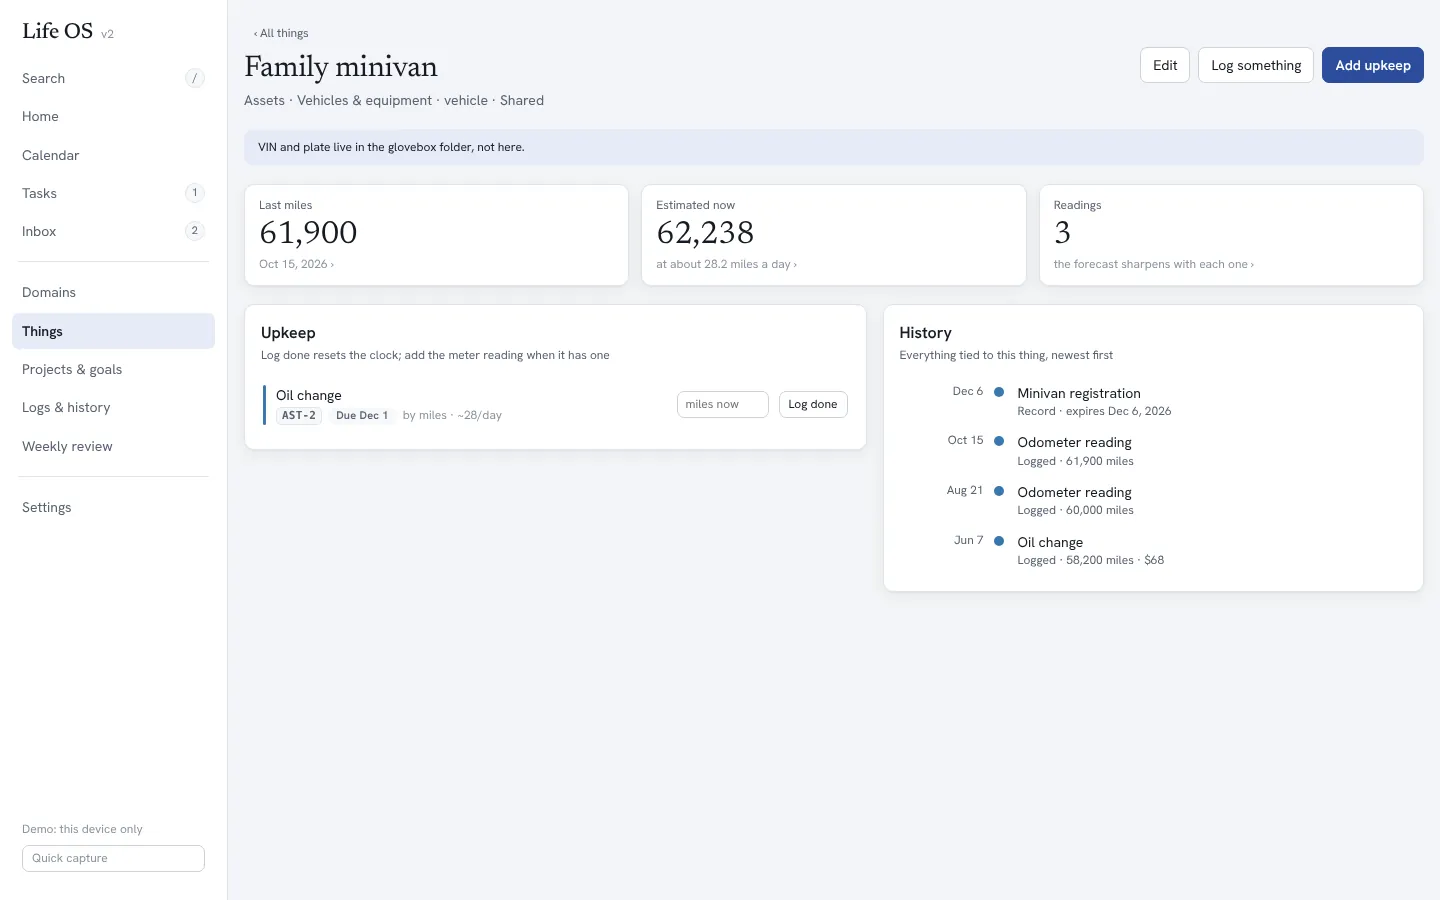 Life OS v2
Search /
Home
Calendar
Tasks 1
Inbox 2
Domains
Things
Projects & goals
Logs & history
Weekly review
Settings
Demo: this device only
Quick capture
‹ All things
Family minivan
Assets · Vehicles & equipment · vehicle · Shared
Edit
Log something
Add upkeep
VIN and plate live in the glovebox folder, not here.
Last miles
61,900
Oct 15, 2026 ›
Estimated now
62,238
at about 28.2 miles a day ›
Readings
3
the forecast sharpens with each one ›
Upkeep
Log done resets the clock; add the meter reading when it has one
Oil change
AST-2 Due Dec 1 by miles · ~28/day
miles now
Log done
History
Everything tied to this thing, newest first
Dec 6 Minivan registration
Record · expires Dec 6, 2026
Oct 15 Odometer reading
Logged · 61,900 miles
Aug 21 Odometer reading
Logged · 60,000 miles
Jun 7 Oil change
Logged · 58,200 miles · $68